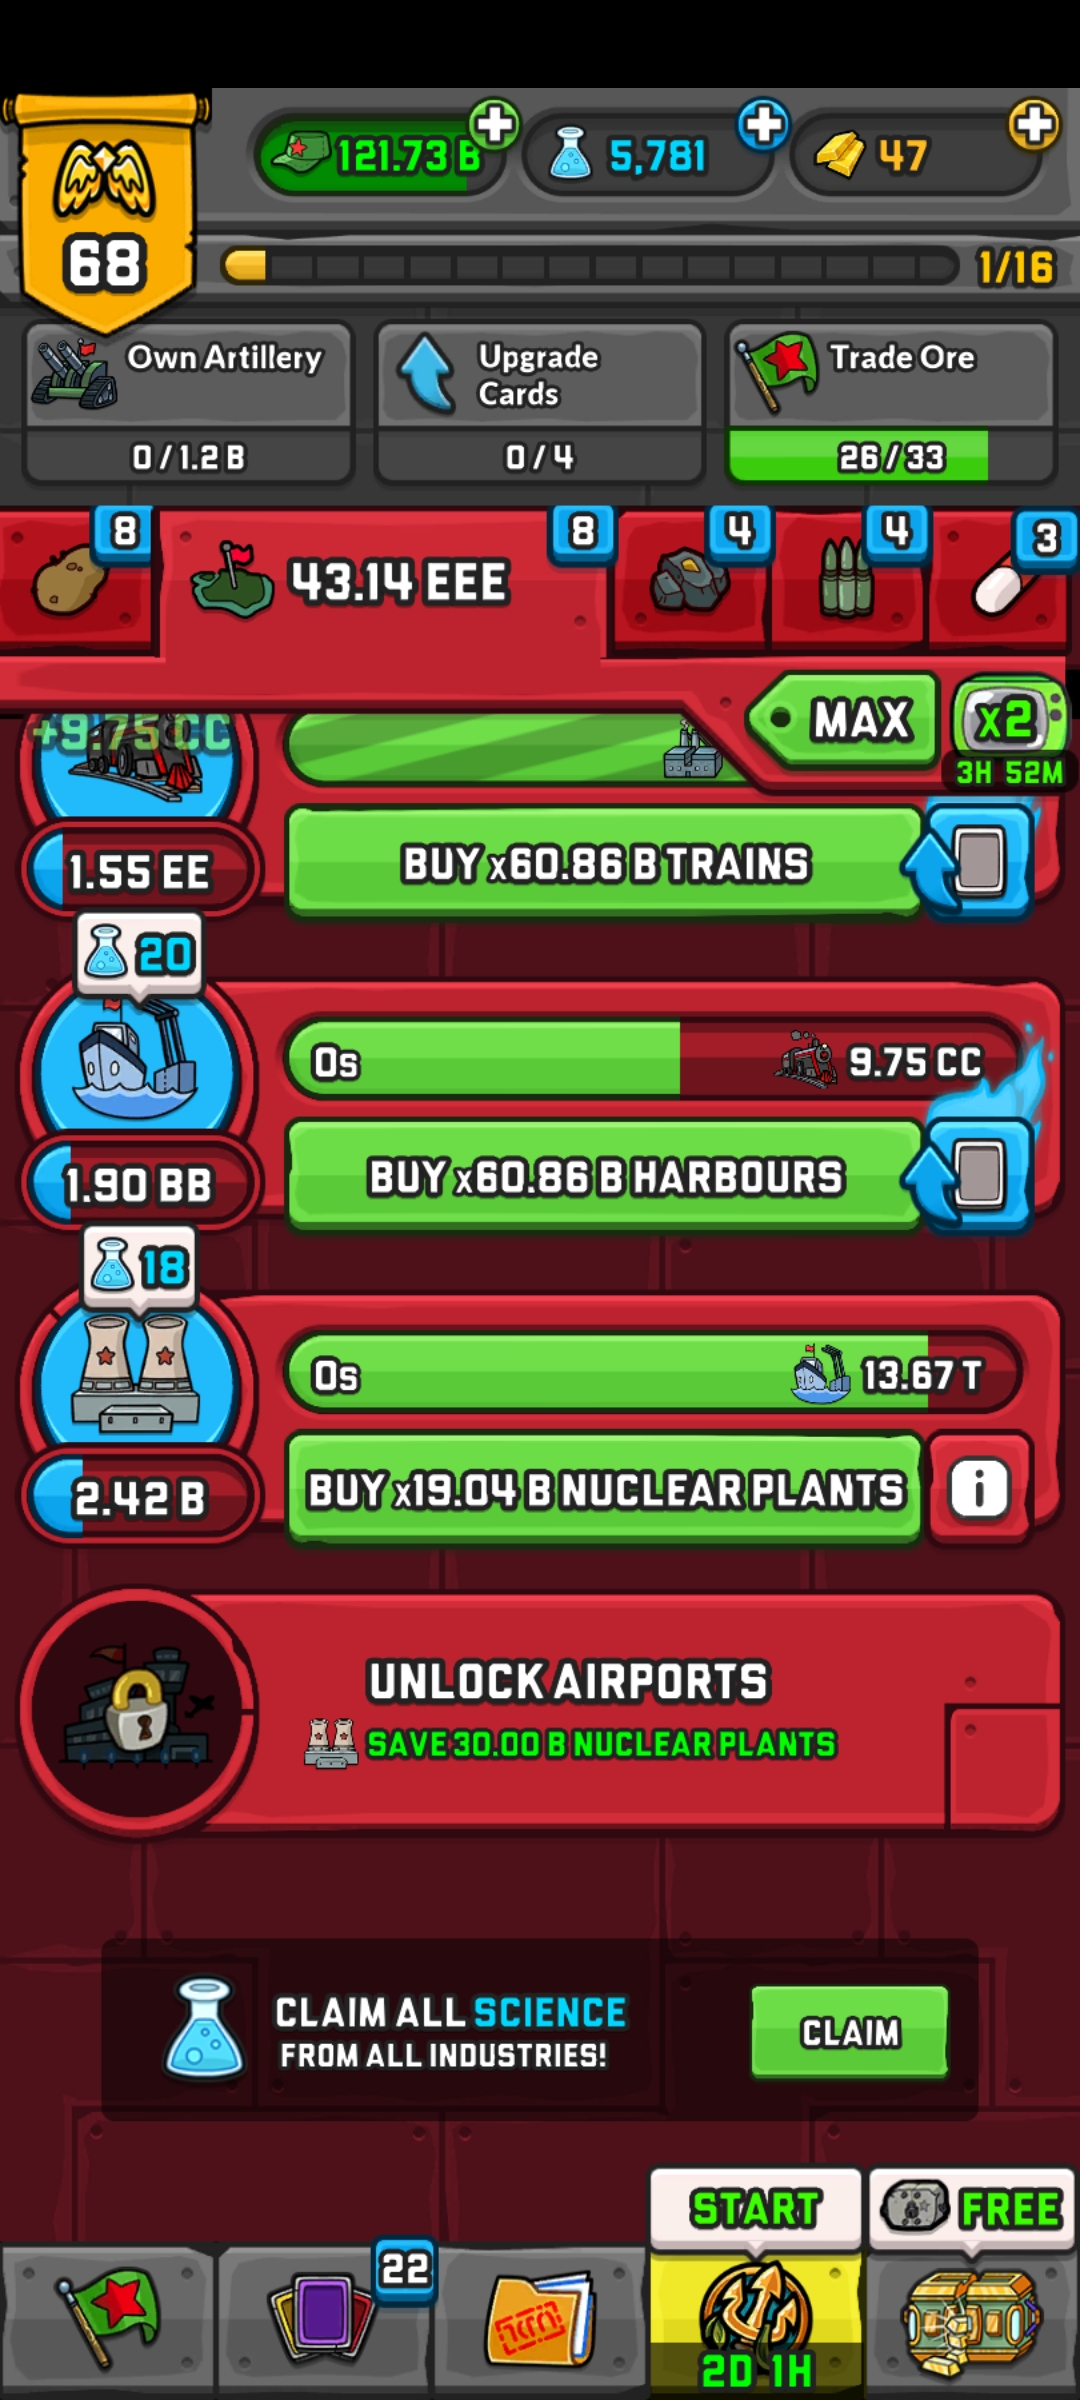 121.73 B
5,781
47
68
1/16
Own Artillery
0 / 1.2 B
Upgrade
Cards
0 / 4
Trade Ore
26 / 33
8
43.14 EEE
8
4
4
3
MAX
x2
3H 52M
+9.75 CC
1.55 EE
BUY x60.86 B TRAINS
20
0s
9.75 CC
1.90 BB
BUY x60.86 B HARBOURS
18
0s
13.67 T
2.42 B
BUY x19.04 B NUCLEAR PLANTS
i
UNLOCK AIRPORTS
SAVE 30.00 B NUCLEAR PLANTS
CLAIM ALL SCIENCE
FROM ALL INDUSTRIES!
CLAIM
START
FREE
22
2D 1H